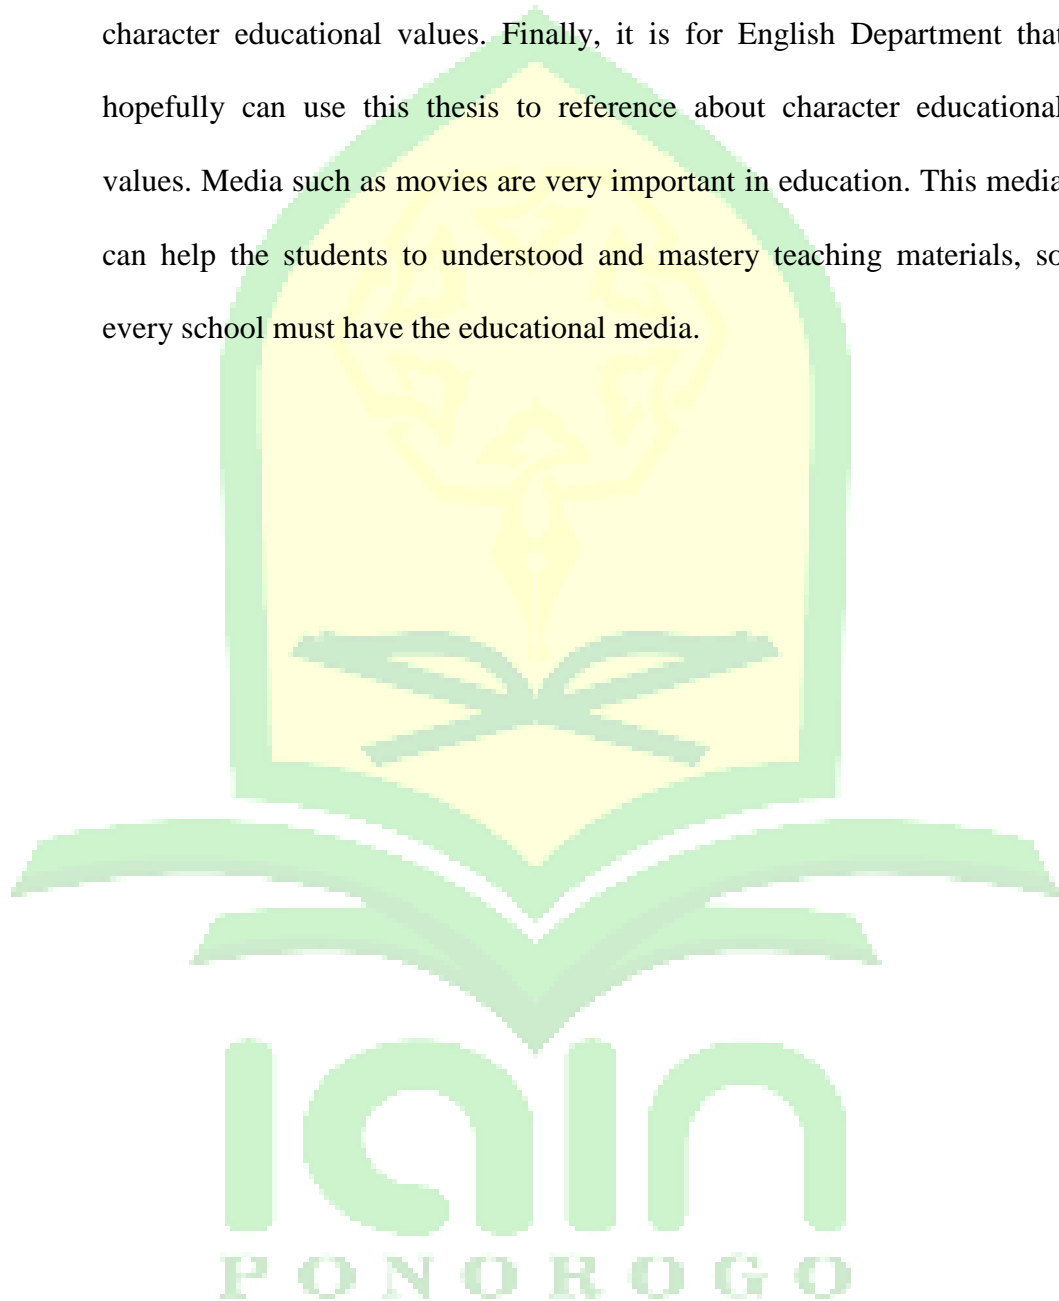 character educational values. Finally, it is for English Department that
hopefully can use this thesis to reference about character educational
values. Media such as movies are very important in education. This media
can help the students to understood and mastery teaching materials, so
every school must have the educational media.
IAIN
PONOROGO